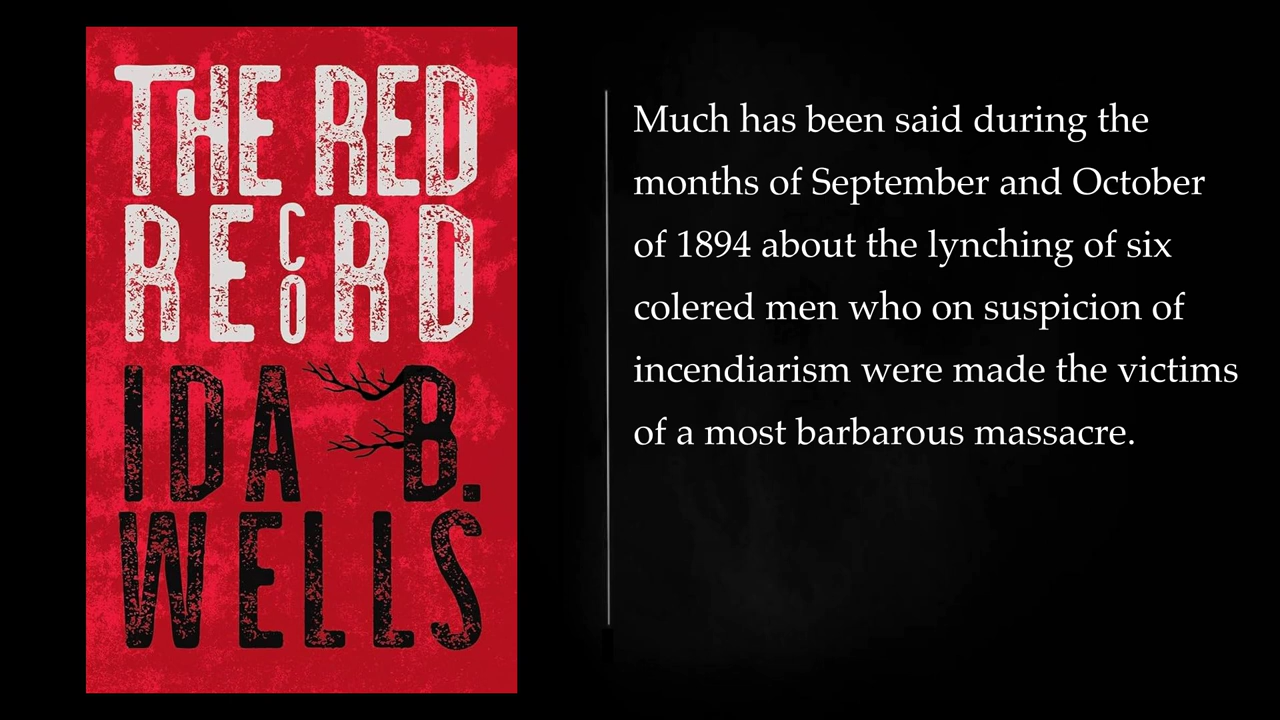 THE RED
RECORD
IDA B.
WELLS
Much has been said during the
months of September and October
of 1894 about the lynching of six
colered men who on suspicion of
incendiarism were made the victims
of a most barbarous massacre.